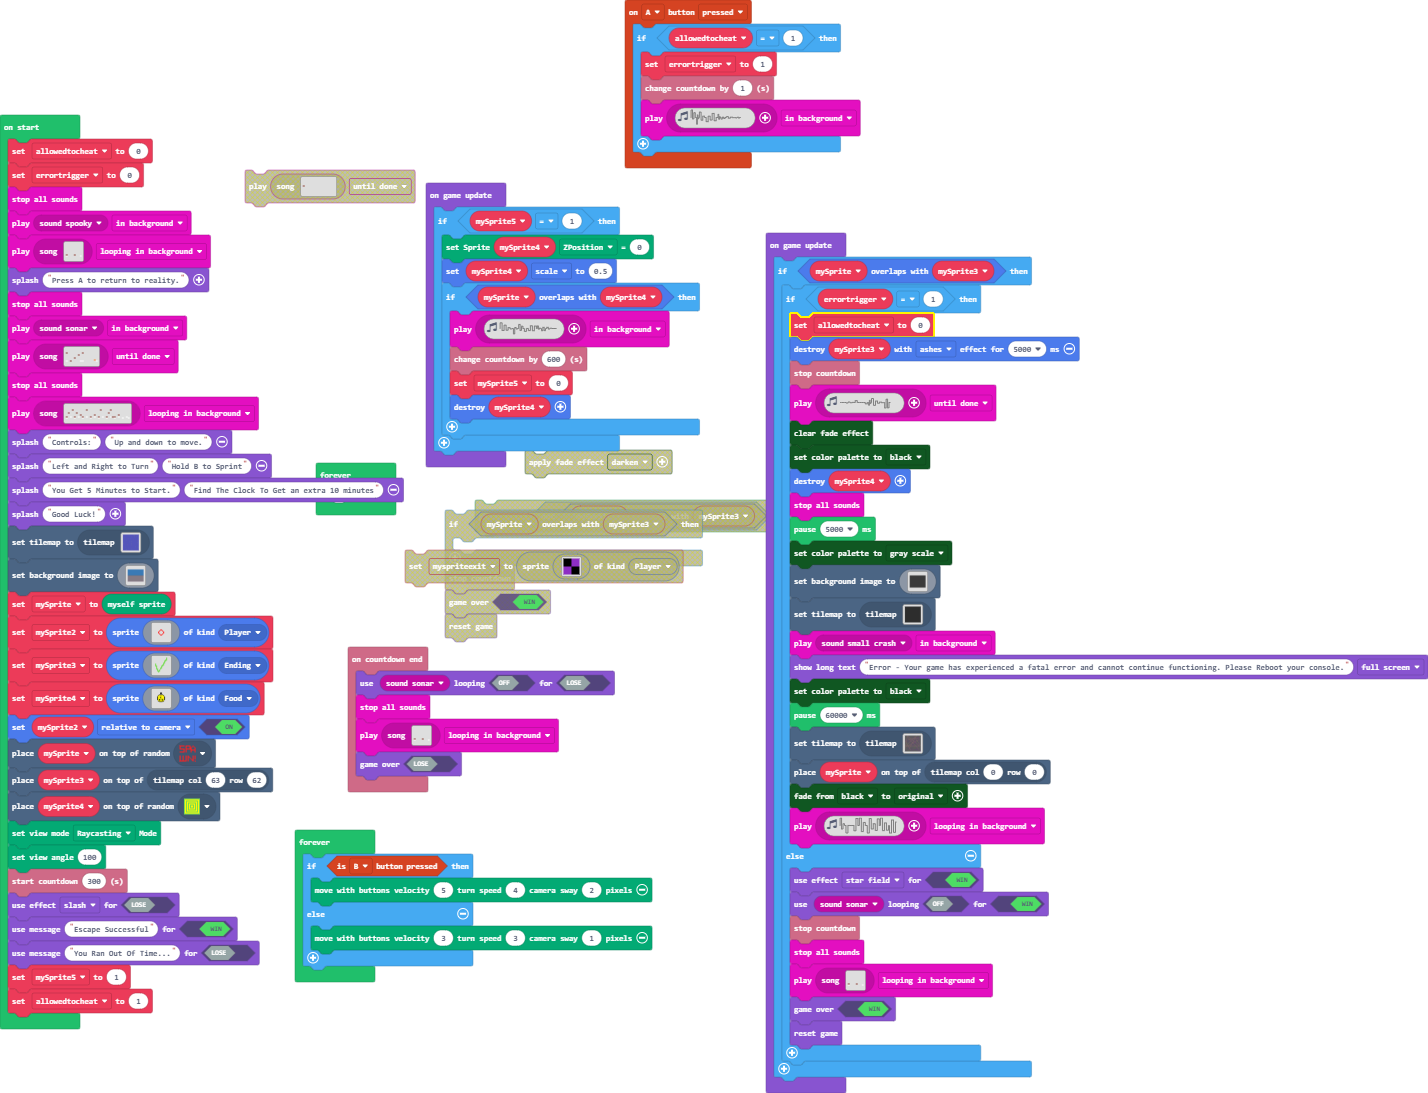 on A button pressed
if allowedtocheat = 1 then
set errortrigger to 1
change countdown by 1 (s)
play in background
on start
set allowedtocheat to 0
set errortrigger to 0
stop all sounds
play sound spooky in background
play song looping in background
splash "Press A to return to reality."
stop all sounds
play sound sonar in background
play song until done
stop all sounds
play song looping in background
splash "Controls:" "Up and down to move."
splash "Left and Right to Turn" "Hold B to Sprint"
splash "You Get 5 Minutes to Start." "Find The Clock To Get an extra 10 minutes"
splash "Good Luck!"
set tilemap to tilemap
set background image to
set mySprite to myself sprite
set mySprite2 to sprite of kind Player
set mySprite3 to sprite of kind Ending
set mySprite4 to sprite of kind Food
set mySprite2 relative to camera ON
place mySprite on top of random
place mySprite3 on top of tilemap col 63 row 62
place mySprite4 on top of random
set view mode Raycasting Mode
set view angle 100
start countdown 300 (s)
use effect slash for LOSE
use message "Escape Successful" for WIN
use message "You Ran Out Of Time..." for LOSE
set mySprite5 to 1
set allowedtocheat to 1
play song until done
on game update
if mySprite5 = 1 then
set Sprite mySprite4 ZPosition = 0
set mySprite4 scale to 0.5
if mySprite overlaps with mySprite4 then
play in background
change countdown by 600 (s)
set mySprite5 to 0
destroy mySprite4
apply fade effect darken
forever
ySprite3
if mySprite overlaps with mySprite3 then
set myspriteexit to sprite of kind Player
game over WIN
reset game
on countdown end
use sound sonar looping OFF for LOSE
stop all sounds
play song looping in background
game over LOSE
forever
if is B button pressed then
move with buttons velocity 5 turn speed 4 camera sway 2 pixels
else
move with buttons velocity 3 turn speed 3 camera sway 1 pixels
on game update
if mySprite overlaps with mySprite3 then
if errortrigger = 1 then
set allowedtocheat to 0
destroy mySprite3 with ashes effect for 5000 ms
stop countdown
play until done
clear fade effect
set color palette to black
destroy mySprite4
stop all sounds
pause 5000 ms
set color palette to gray scale
set background image to
set tilemap to tilemap
play sound small crash in background
show long text "Error - Your game has experienced a fatal error and cannot continue functioning. Please Reboot your console." full screen
set color palette to black
pause 60000 ms
set tilemap to tilemap
place mySprite on top of tilemap col 0 row 0
fade from black to original
play looping in background
else
use effect star field for WIN
use sound sonar looping OFF for WIN
stop countdown
stop all sounds
play song looping in background
game over WIN
reset game